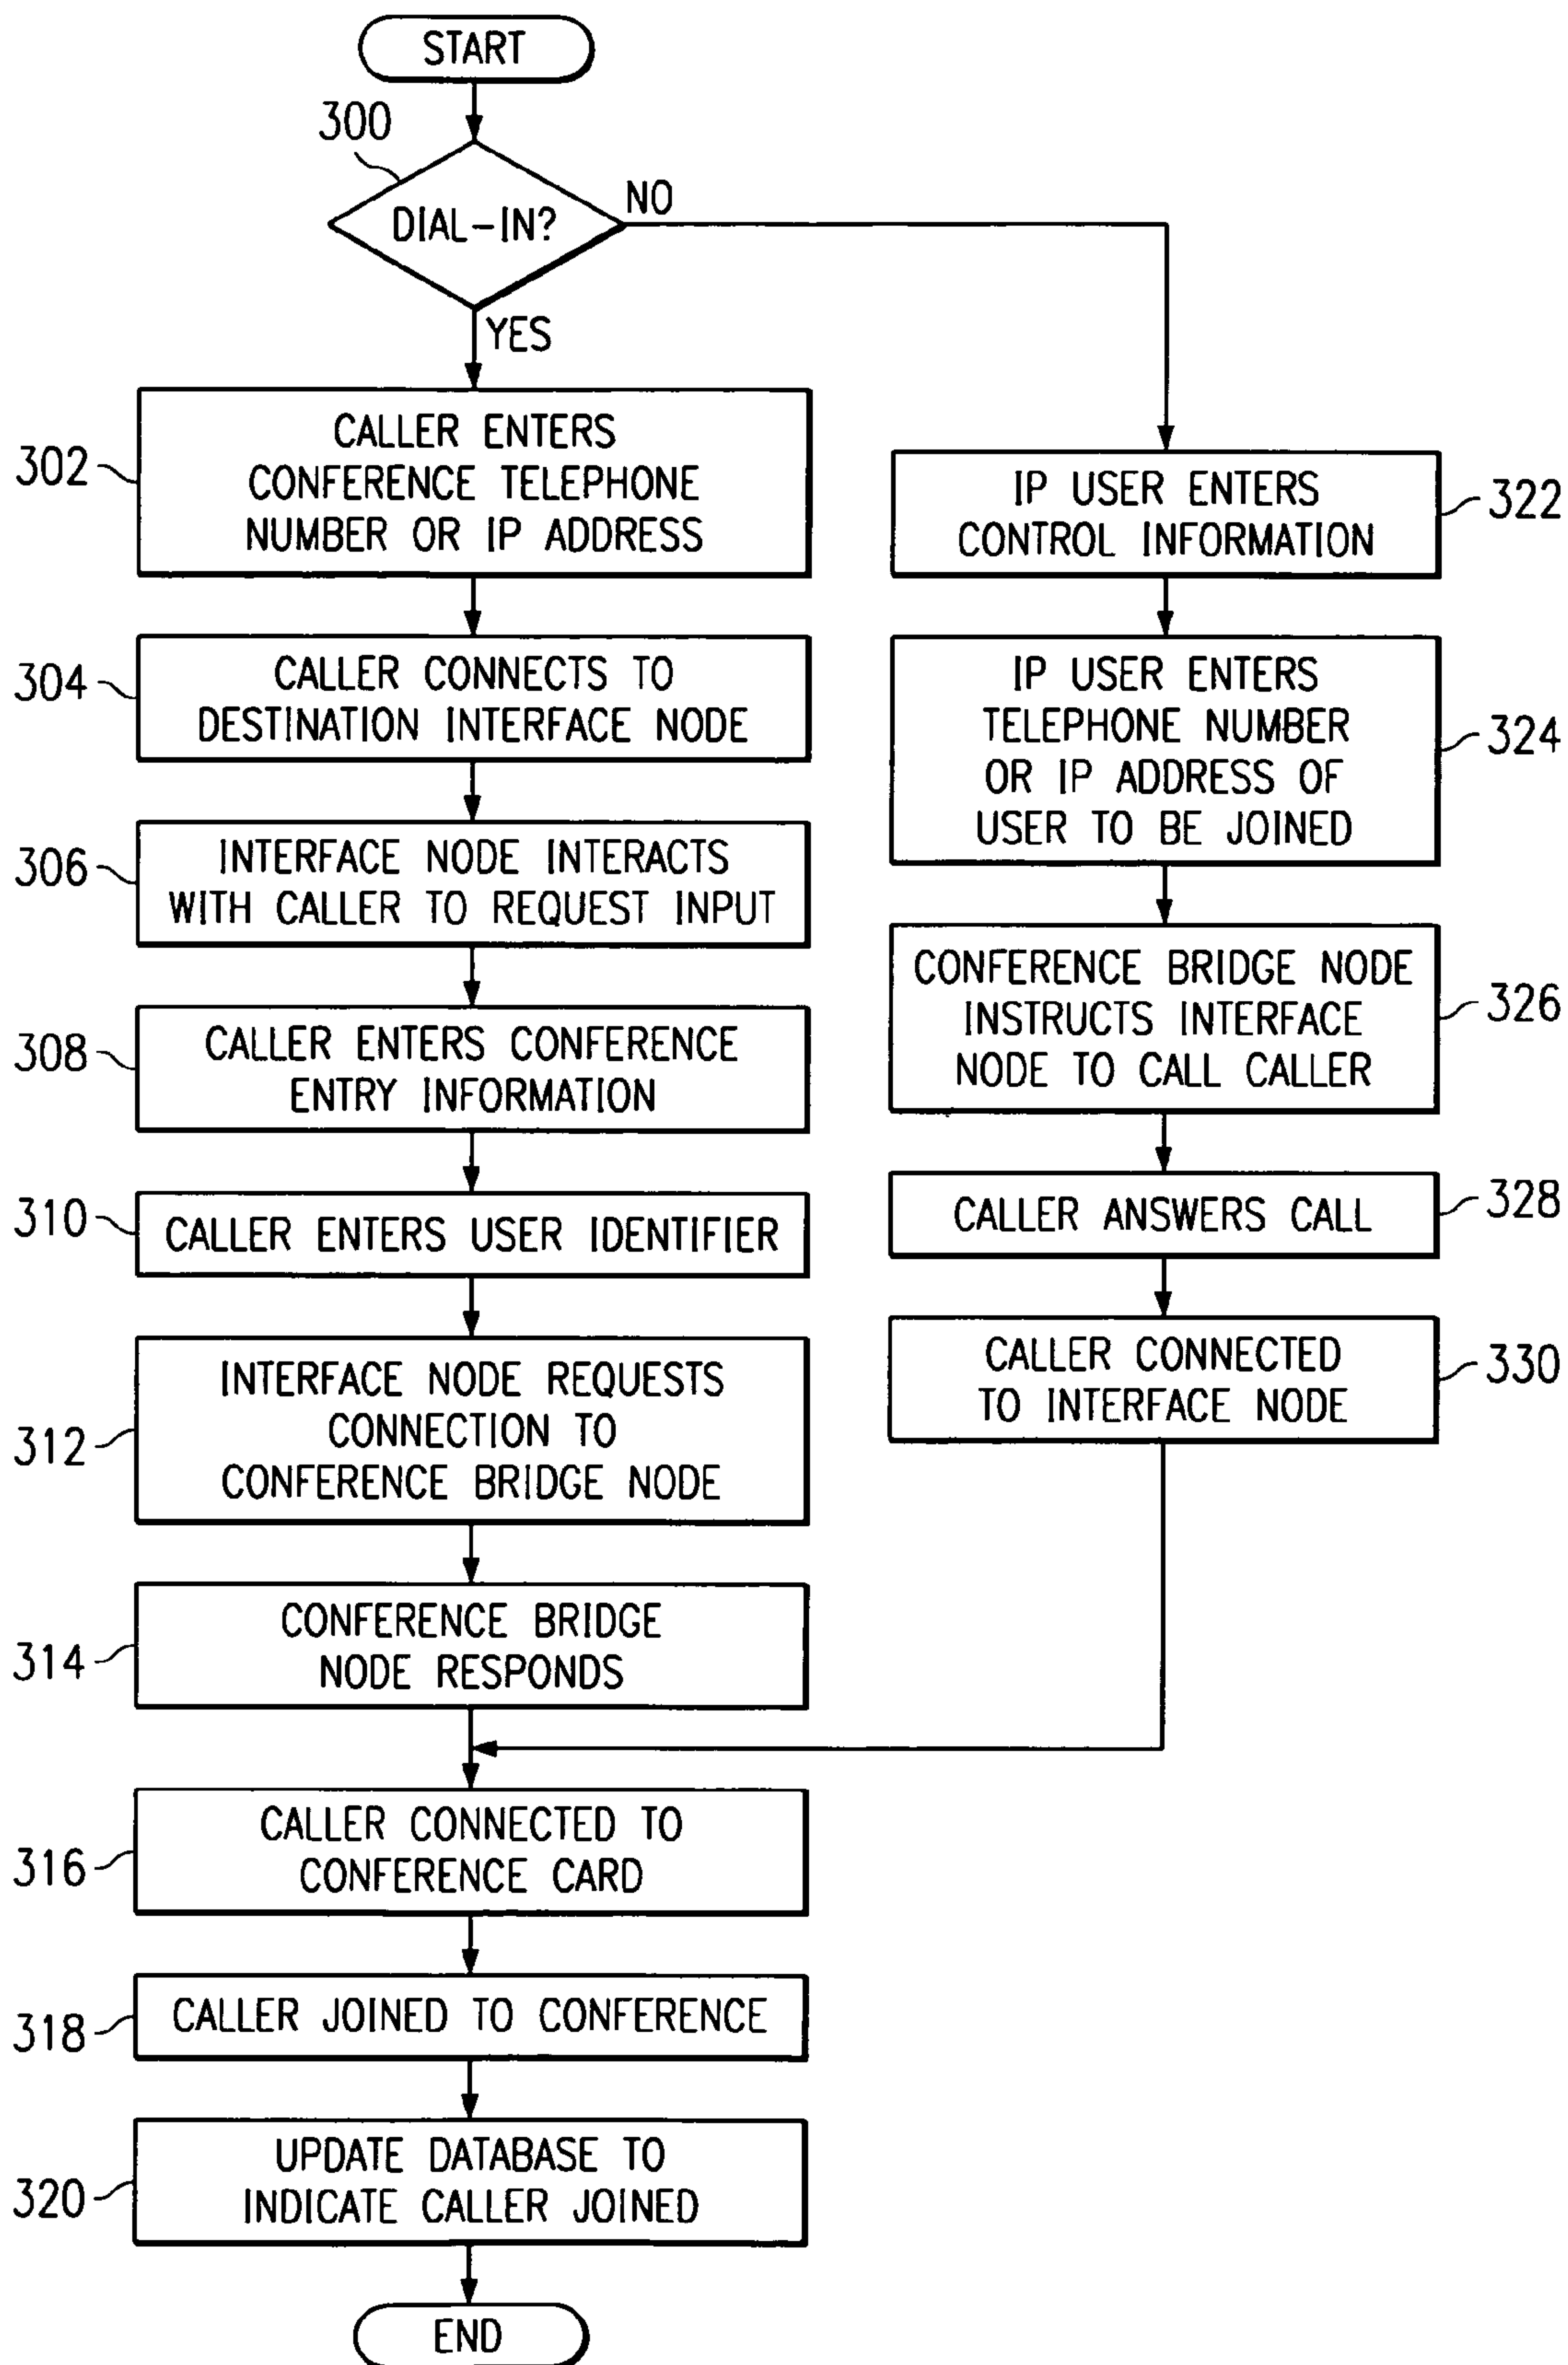 START
300
DIAL-IN?
NO
YES
302
CALLER ENTERS
CONFERENCE TELEPHONE
NUMBER OR IP ADDRESS
304
CALLER CONNECTS TO
DESTINATION INTERFACE NODE
306
INTERFACE NODE INTERACTS
WITH CALLER TO REQUEST INPUT
308
CALLER ENTERS CONFERENCE
ENTRY INFORMATION
310
CALLER ENTERS USER IDENTIFIER
312
INTERFACE NODE REQUESTS
CONNECTION TO
CONFERENCE BRIDGE NODE
314
CONFERENCE BRIDGE
NODE RESPONDS
322
IP USER ENTERS
CONTROL INFORMATION
324
IP USER ENTERS
TELEPHONE NUMBER
OR IP ADDRESS OF
USER TO BE JOINED
326
CONFERENCE BRIDGE NODE
INSTRUCTS INTERFACE
NODE TO CALL CALLER
328
CALLER ANSWERS CALL
330
CALLER CONNECTED
TO INTERFACE NODE
316
CALLER CONNECTED TO
CONFERENCE CARD
318
CALLER JOINED TO CONFERENCE
320
UPDATE DATABASE TO
INDICATE CALLER JOINED
END